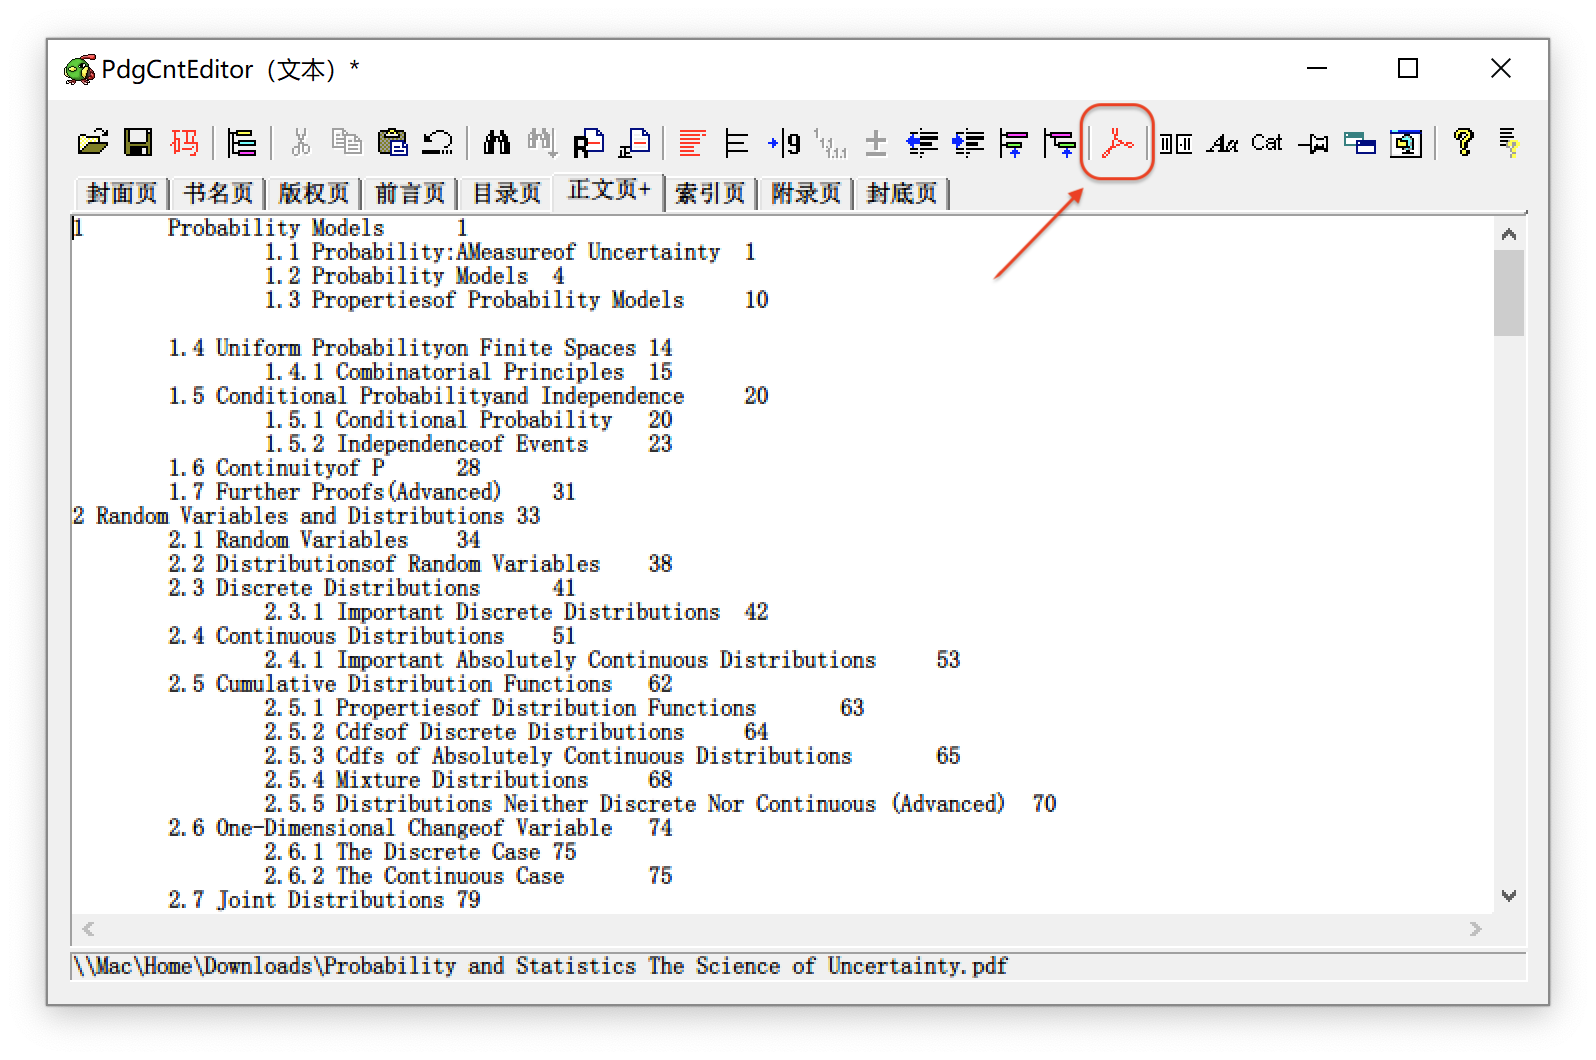 PdgCntEditor（文本）*
码 R 正 9 1.1.1.1 Aa Cat ?
封面页 书名页 版权页 前言页 目录页 正文页+ 索引页 附录页 封底页
1 Probability Models 1
1.1 Probability:AMeasureof Uncertainty 1
1.2 Probability Models 4
1.3 Propertiesof Probability Models 10
1.4 Uniform Probabilityon Finite Spaces 14
1.4.1 Combinatorial Principles 15
1.5 Conditional Probabilityand Independence 20
1.5.1 Conditional Probability 20
1.5.2 Independenceof Events 23
1.6 Continuityof P 28
1.7 Further Proofs(Advanced) 31
2 Random Variables and Distributions 33
2.1 Random Variables 34
2.2 Distributionsof Random Variables 38
2.3 Discrete Distributions 41
2.3.1 Important Discrete Distributions 42
2.4 Continuous Distributions 51
2.4.1 Important Absolutely Continuous Distributions 53
2.5 Cumulative Distribution Functions 62
2.5.1 Propertiesof Distribution Functions 63
2.5.2 Cdfsof Discrete Distributions 64
2.5.3 Cdfs of Absolutely Continuous Distributions 65
2.5.4 Mixture Distributions 68
2.5.5 Distributions Neither Discrete Nor Continuous (Advanced) 70
2.6 One-Dimensional Changeof Variable 74
2.6.1 The Discrete Case 75
2.6.2 The Continuous Case 75
2.7 Joint Distributions 79
\\Mac\Home\Downloads\Probability and Statistics The Science of Uncertainty.pdf